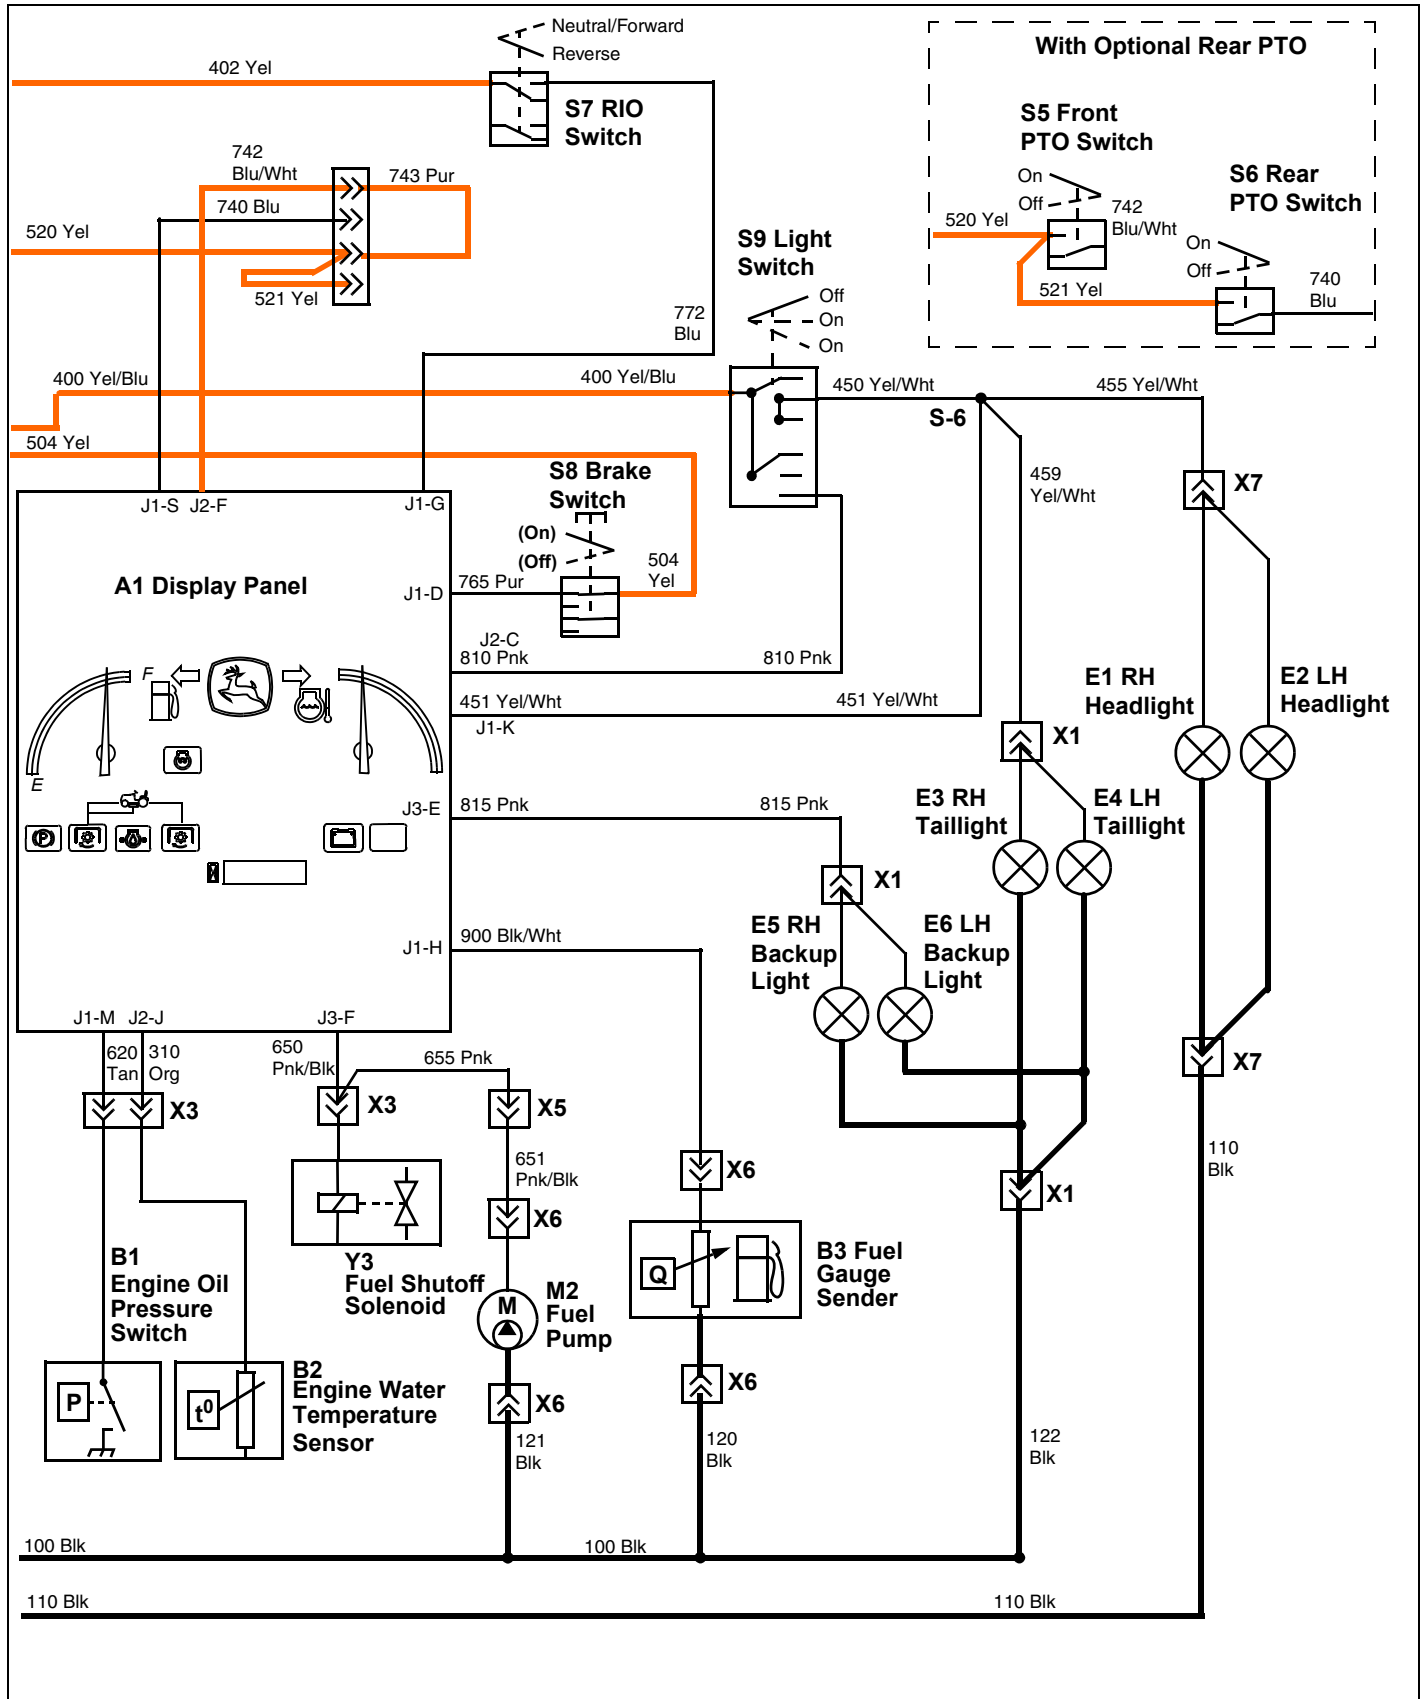 Neutral/Forward
Reverse
402 Yel
S7 RIO
Switch
With Optional Rear PTO
S5 Front
PTO Switch
On
Off
742
Blu/Wht
520 Yel
S6 Rear
PTO Switch
On
Off
521 Yel
740
Blu
742
Blu/Wht
743 Pur
740 Blu
520 Yel
521 Yel
S9 Light
Switch
Off
On
On
772
Blu
400 Yel/Blu
400 Yel/Blu
450 Yel/Wht
455 Yel/Wht
S-6
504 Yel
S8 Brake
Switch
(On)
(Off)
504
Yel
459
Yel/Wht
X7
J1-S
J2-F
J1-G
A1 Display Panel
J1-D
765 Pur
J2-C
810 Pnk
810 Pnk
451 Yel/Wht
451 Yel/Wht
J1-K
F
E
E1 RH
Headlight
E2 LH
Headlight
X1
J3-E
815 Pnk
815 Pnk
E3 RH
Taillight
E4 LH
Taillight
P
X1
E5 RH
Backup
Light
E6 LH
Backup
Light
J1-H
900 Blk/Wht
J1-M
J2-J
J3-F
620
Tan
310
Org
650
Pnk/Blk
655 Pnk
X7
X3
X3
X5
651
Pnk/Blk
110
Blk
X6
X6
X1
B1
Engine Oil
Pressure
Switch
Y3
Fuel Shutoff
Solenoid
M
M2
Fuel
Pump
Q
B3 Fuel
Gauge
Sender
P
t0
B2
Engine Water
Temperature
Sensor
X6
X6
121
Blk
120
Blk
122
Blk
100 Blk
100 Blk
110 Blk
110 Blk